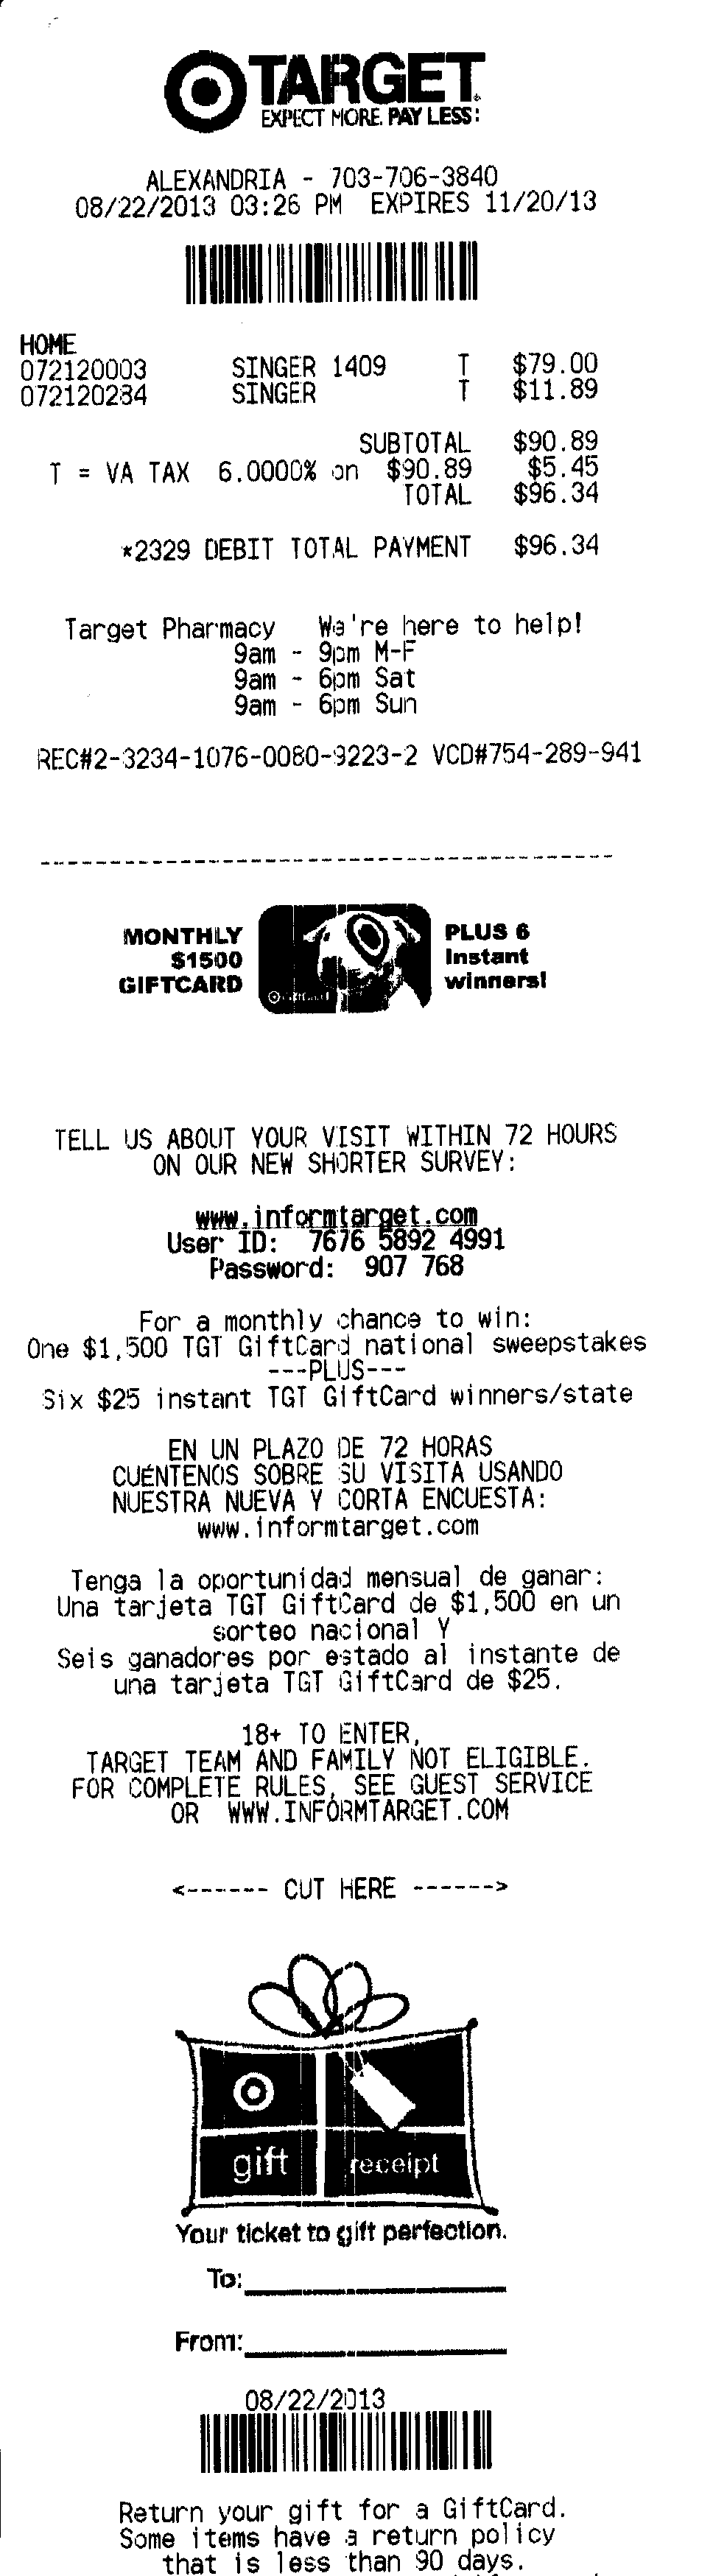 TARGET
EXPECT MORE. PAY LESS.
ALEXANDRIA - 703-706-3840
08/22/2013 03:26 PM EXPIRES 11/20/13
HOME
072120003 SINGER 1409 T $79.00
072120234 SINGER T $11.89
SUBTOTAL $90.89
T = VA TAX 6.0000% on $90.89 $5.45
TOTAL $96.34
*2329 DEBIT TOTAL PAYMENT $96.34
Target Pharmacy We're here to help!
9am - 9pm M-F
9am - 6pm Sat
9am - 6pm Sun
REC#2-3234-1076-0080-9223-2 VCD#754-289-941
MONTHLY $1500 GIFTCARD
PLUS 6 Instant winners!
TELL US ABOUT YOUR VISIT WITHIN 72 HOURS
ON OUR NEW SHORTER SURVEY:
www.informtarget.com
User ID: 7676 5892 4991
Password: 907 768
For a monthly chance to win:
One $1,500 TGT GiftCard national sweepstakes
---PLUS---
Six $25 instant TGT GiftCard winners/state
EN UN PLAZO DE 72 HORAS
CUÉNTENOS SOBRE SU VISITA USANDO
NUESTRA NUEVA Y CORTA ENCUESTA:
www.informtarget.com
Tenga la oportunidad mensual de ganar:
Una tarjeta TGT GiftCard de $1,500 en un
sorteo nacional Y
Seis ganadores por estado al instante de
una tarjeta TGT GiftCard de $25.
18+ TO ENTER,
TARGET TEAM AND FAMILY NOT ELIGIBLE.
FOR COMPLETE RULES, SEE GUEST SERVICE
OR WWW.INFORMTARGET.COM
<------ CUT HERE ------>
gift receipt
Your ticket to gift perfection.
To:
From:
08/22/2013
Return your gift for a GiftCard.
Some items have a return policy
that is less than 90 days.